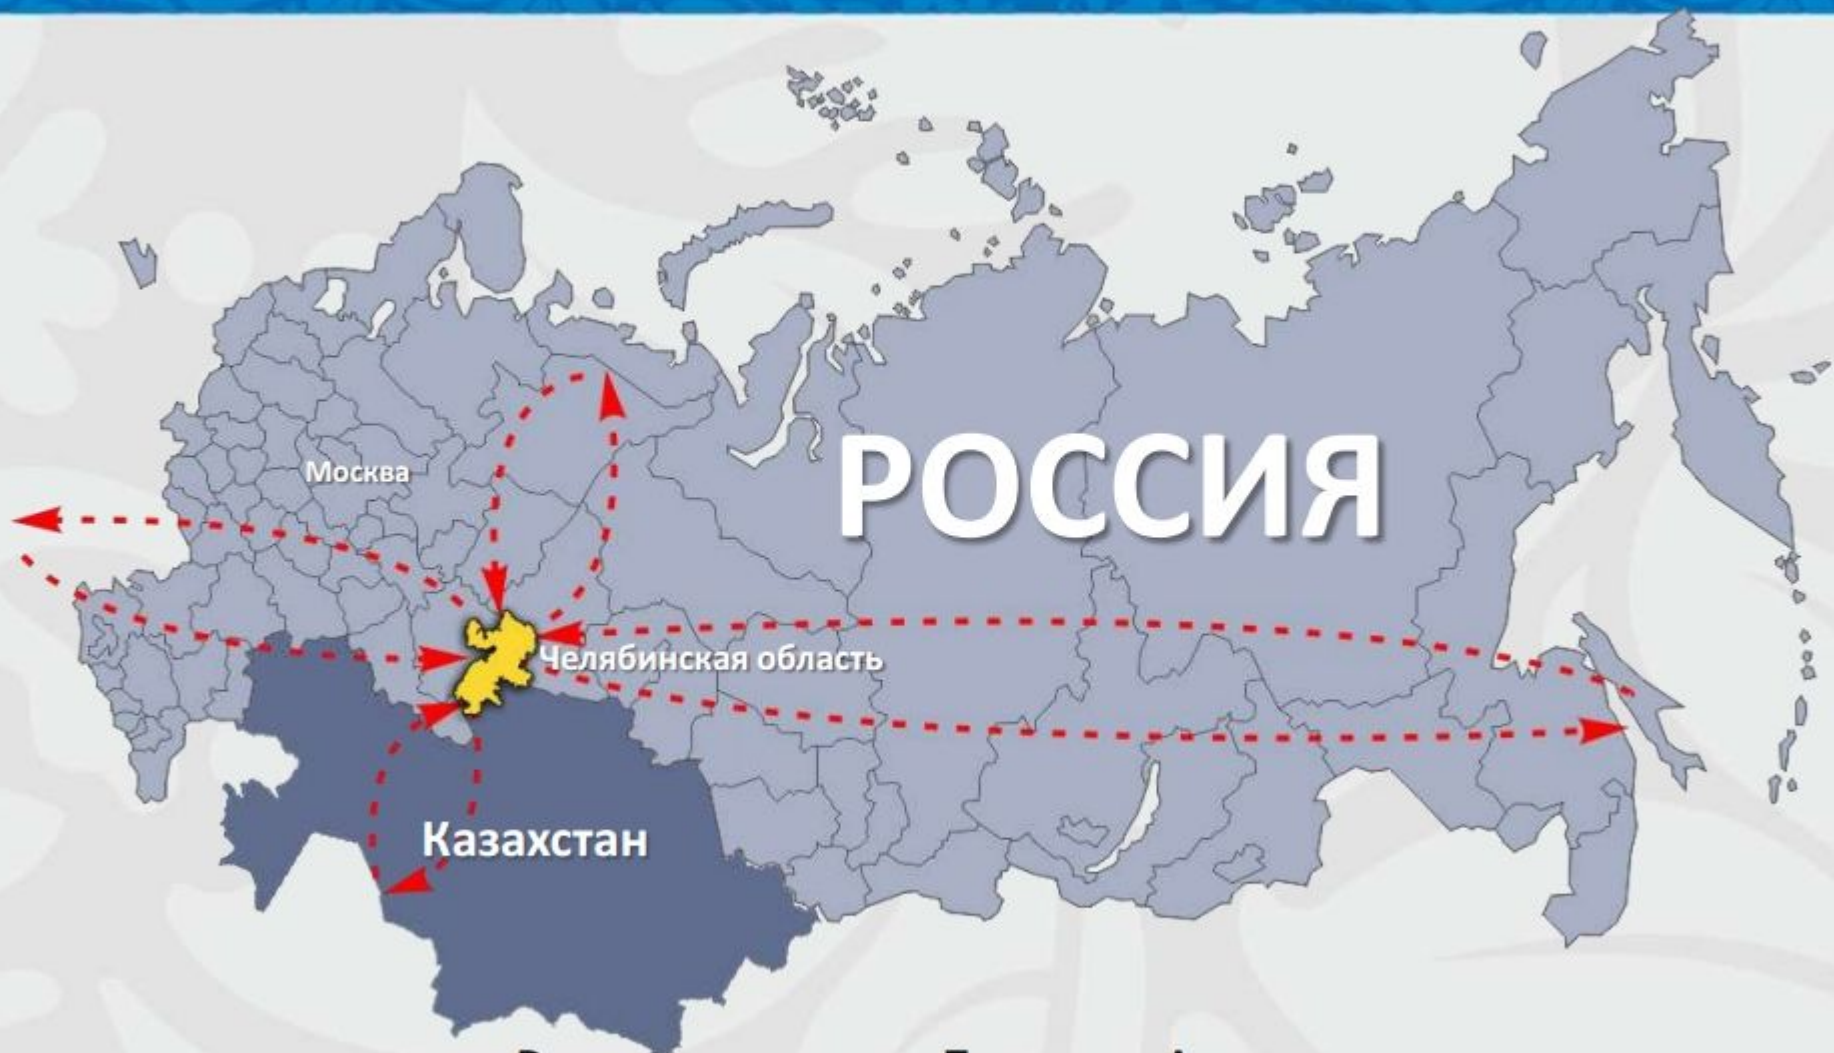 РОССИЯ
Москва
Челябинская область
Казахстан